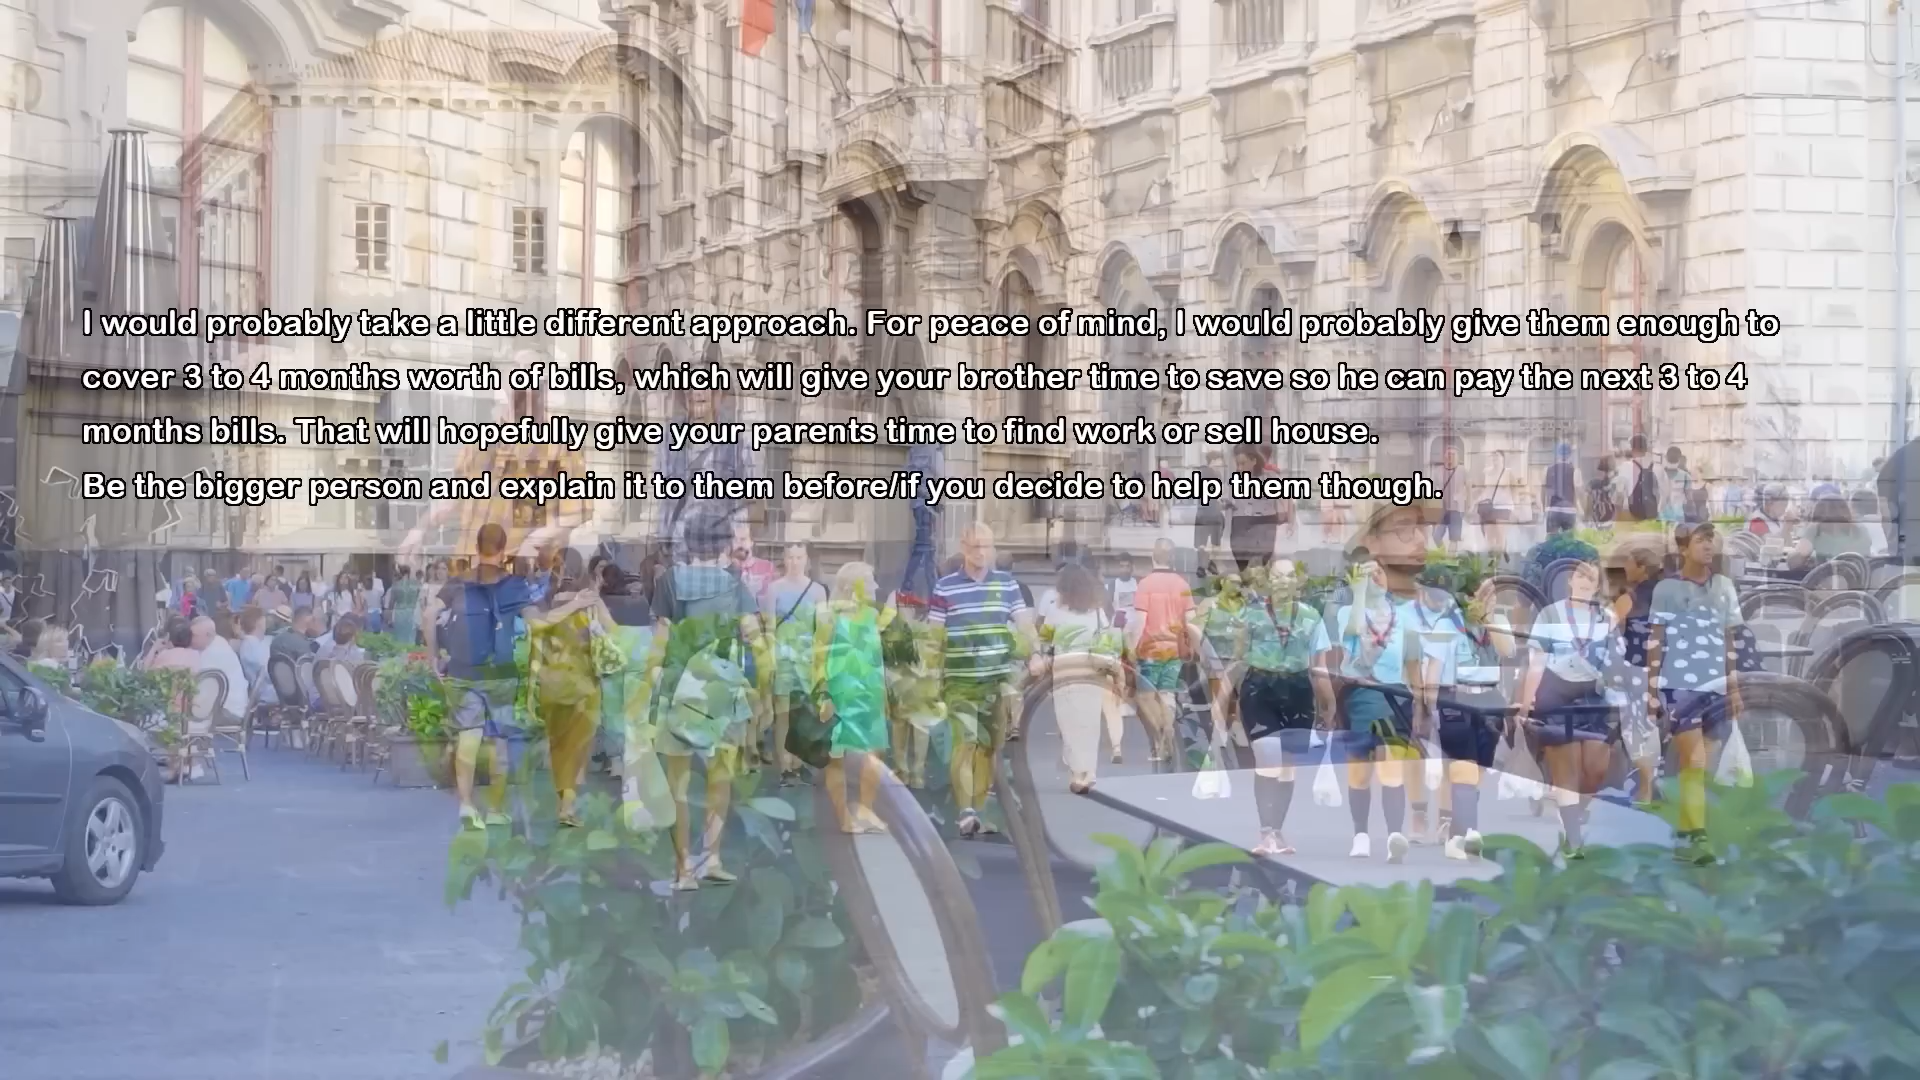 I would probably take a little different approach. For peace of mind, I would probably give them enough to
cover 3 to 4 months worth of bills, which will give your brother time to save so he can pay the next 3 to 4
months bills. That will hopefully give your parents time to find work or sell house.
Be the bigger person and explain it to them before/if you decide to help them though.